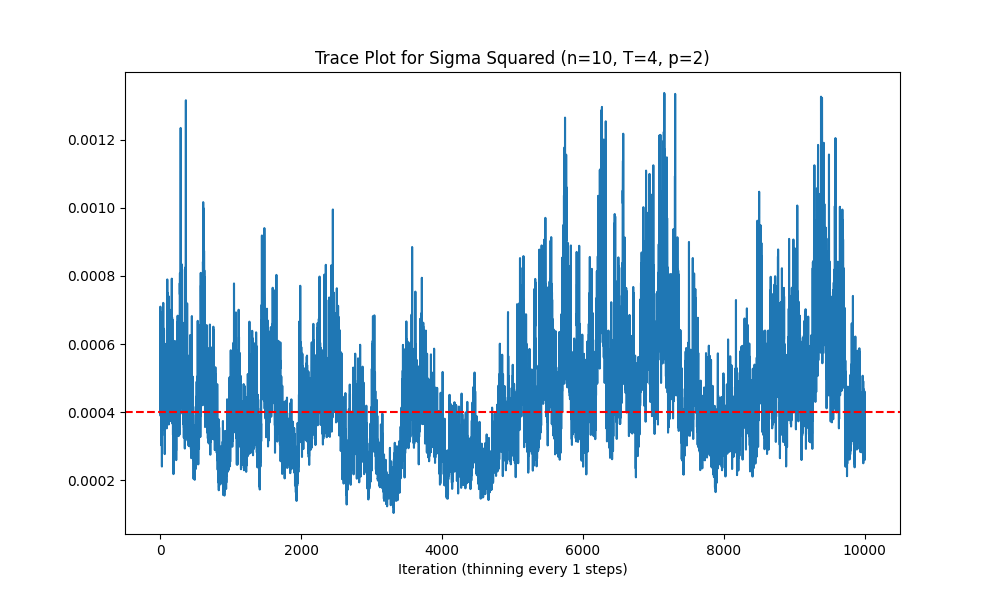 Trace Plot for Sigma Squared (n=10, T=4, p=2)
0.0012
0.0010
0.0008
0.0006
0.0004
0.0002
0 2000 4000 6000 8000 10000
Iteration (thinning every 1 steps)